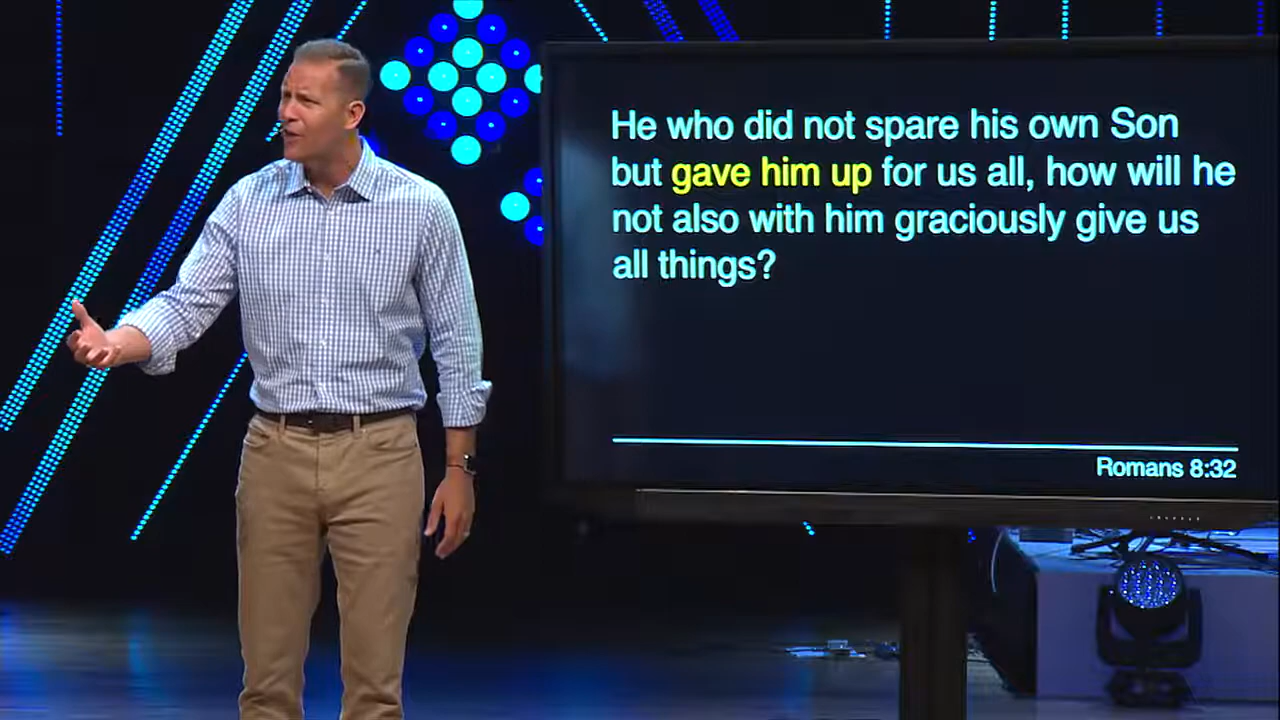 He who did not spare his own Son
but gave him up for us all, how will he
not also with him graciously give us
all things?
Romans 8:32